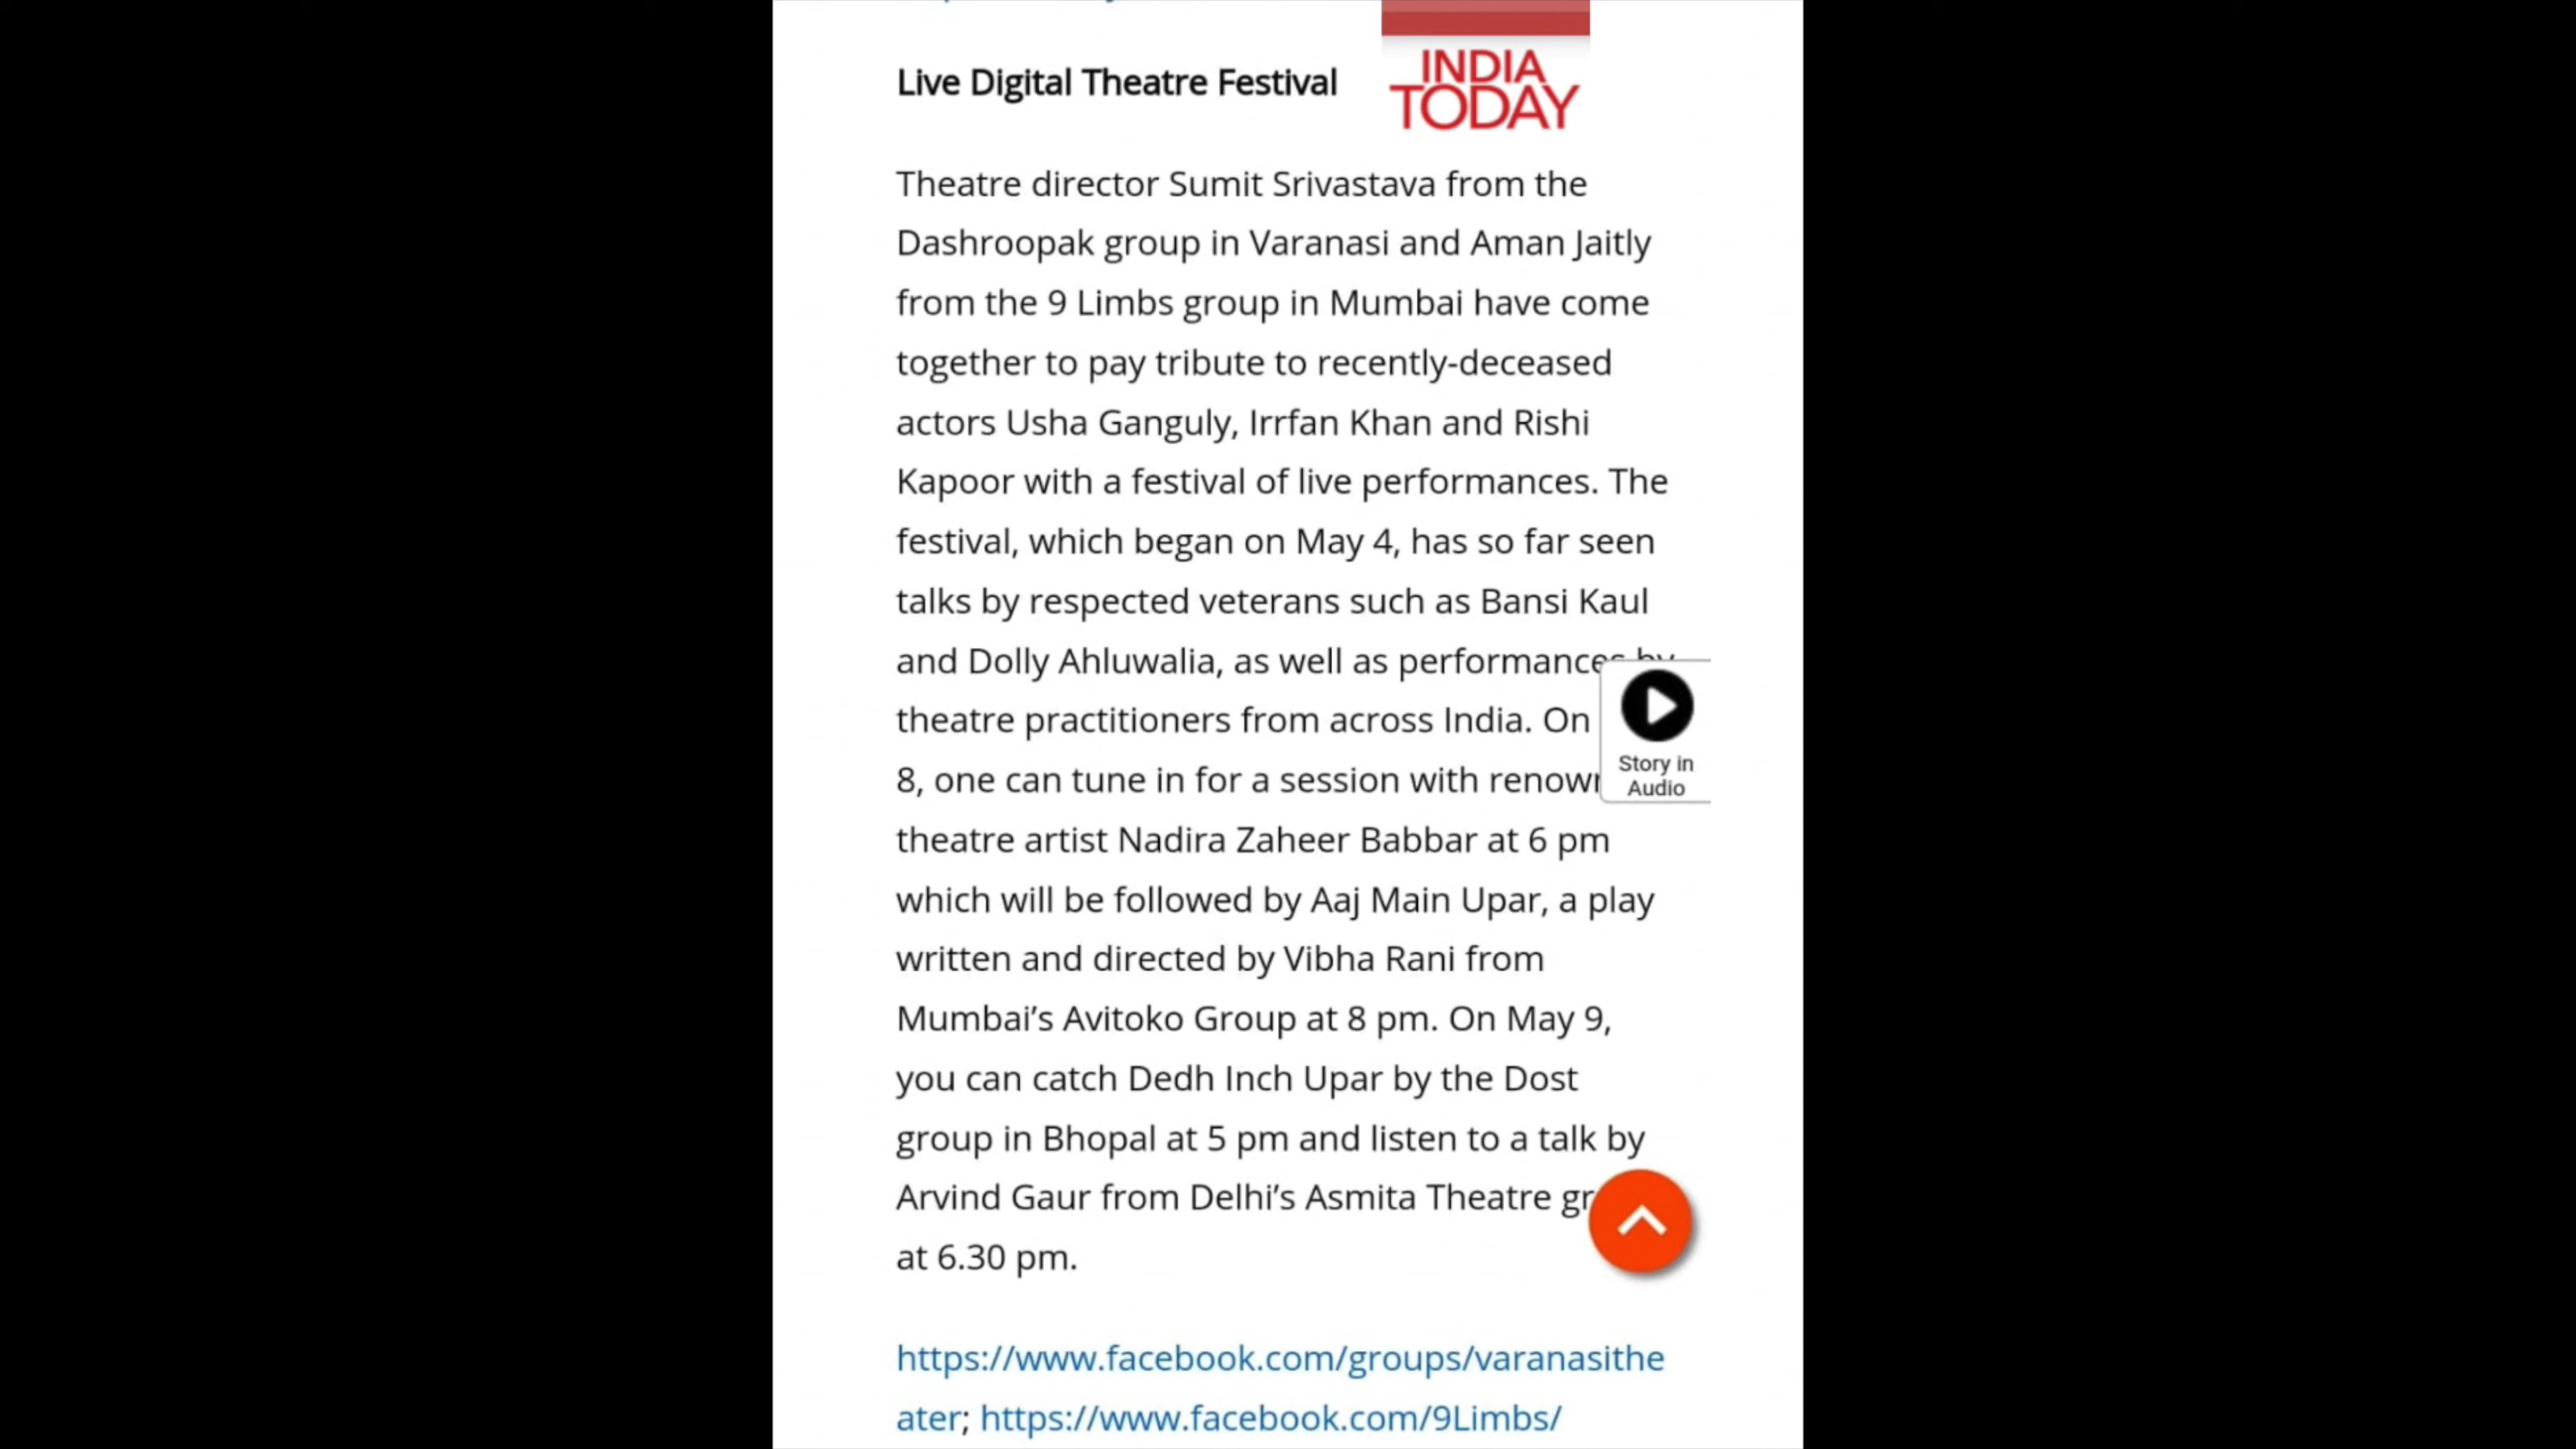 Live Digital Theatre Festival
INDIA
TODAY
Theatre director Sumit Srivastava from the
Dashroopak group in Varanasi and Aman Jaitly
from the 9 Limbs group in Mumbai have come
together to pay tribute to recently-deceased
actors Usha Ganguly, Irrfan Khan and Rishi
Kapoor with a festival of live performances. The
festival, which began on May 4, has so far seen
talks by respected veterans such as Bansi Kaul
and Dolly Ahluwalia, as well as performances by
theatre practitioners from across India. On
8, one can tune in for a session with
Story in
Audio
theatre artist Nadira Zaheer Babbar at 6 pm
which will be followed by Aaj Main Upar, a play
written and directed by Vibha Rani from
Mumbai’s Avitoko Group at 8 pm. On May 9,
you can catch Dedh Inch Upar by the Dost
group in Bhopal at 5 pm and listen to a talk by
Arvind Gaur from Delhi’s Asmita Theatre
at 6.30 pm.
https://www.facebook.com/groups/varanasithe
ater; https://www.facebook.com/9Limbs/